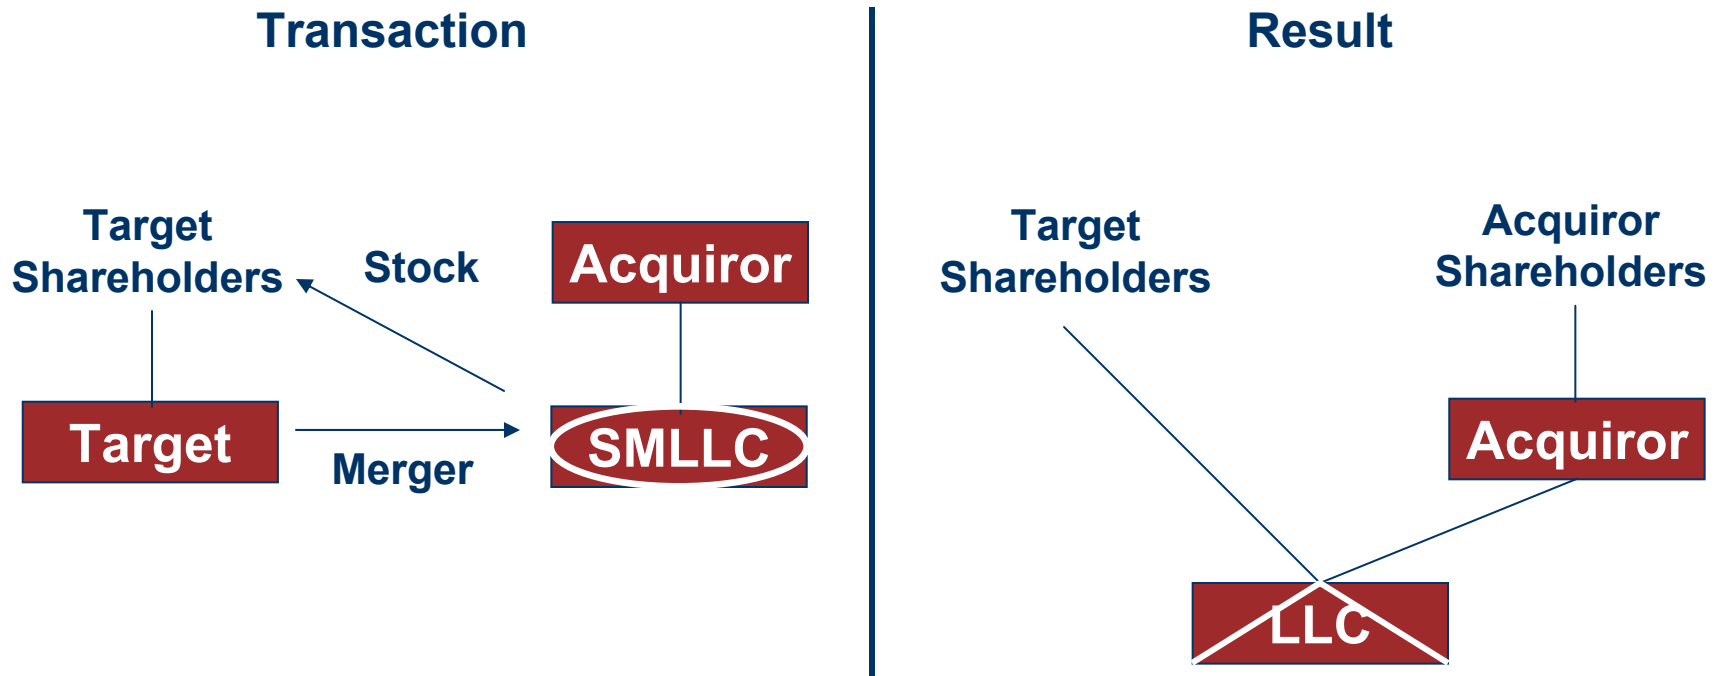 Transaction
Target
Shareholders
Stock
Acquiror
Target
Merger
SMLLC
Result
Target
Shareholders
Acquiror
Shareholders
Acquiror
LLC